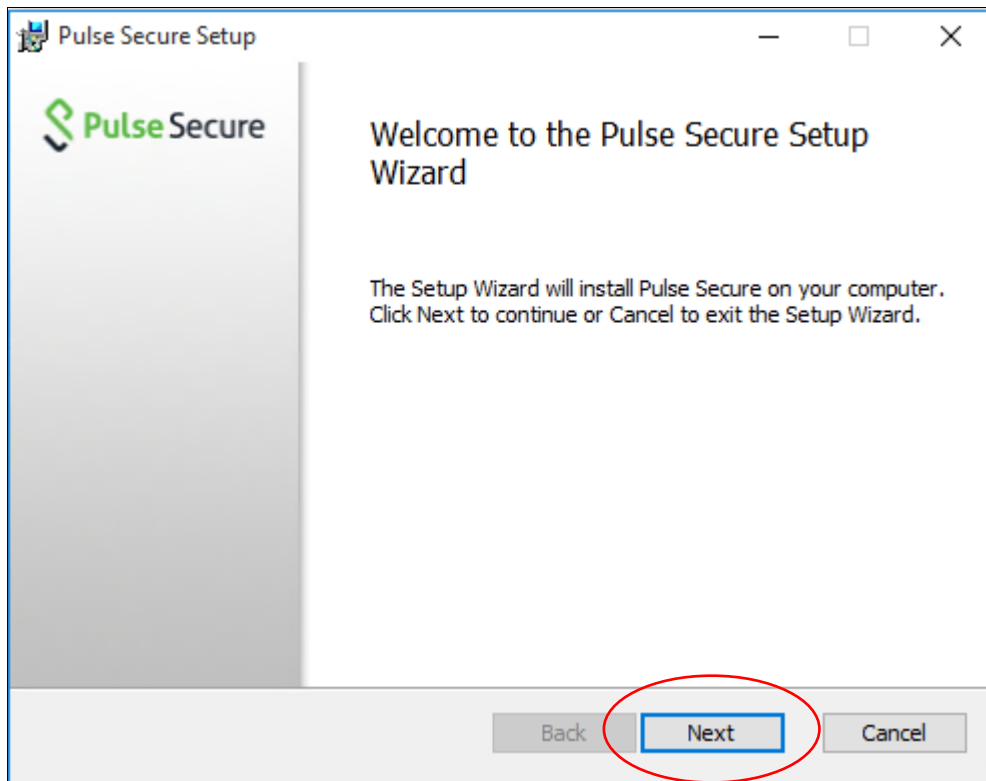 Pulse Secure Setup
Pulse Secure
Welcome to the Pulse Secure Setup
Wizard
The Setup Wizard will install Pulse Secure on your computer.
Click Next to continue or Cancel to exit the Setup Wizard.
Back Next Cancel